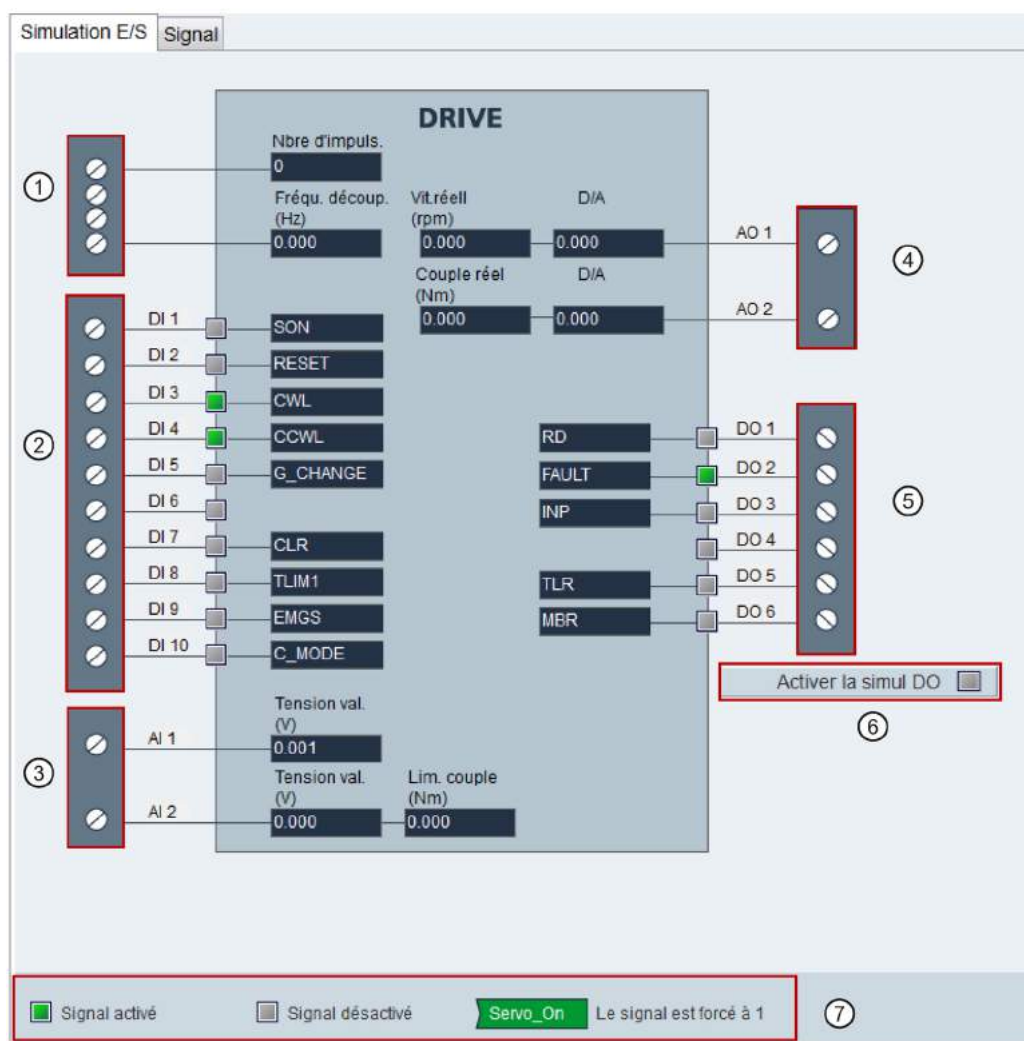 Simulation E/S
Signal
DRIVE
Nbre d'impuls.
0
Fréqu. découp.
(Hz)
0.000
Vit.réell
(rpm)
0.000
D/A
0.000
AO 1
Couple réel
(Nm)
0.000
D/A
0.000
AO 2
1
4
DI 1
SON
DI 2
RESET
DI 3
CWL
DI 4
CCWL
DI 5
G_CHANGE
DI 6
DI 7
CLR
DI 8
TLIM1
DI 9
EMGS
DI 10
C_MODE
2
RD
DO 1
FAULT
DO 2
INP
DO 3
DO 4
TLR
DO 5
MBR
DO 6
5
Activer la simul DO
6
3
AI 1
Tension val.
(V)
0.001
AI 2
Tension val.
(V)
0.000
Lim. couple
(Nm)
0.000
Signal activé
Signal désactivé
Servo_On
Le signal est forcé à 1
7